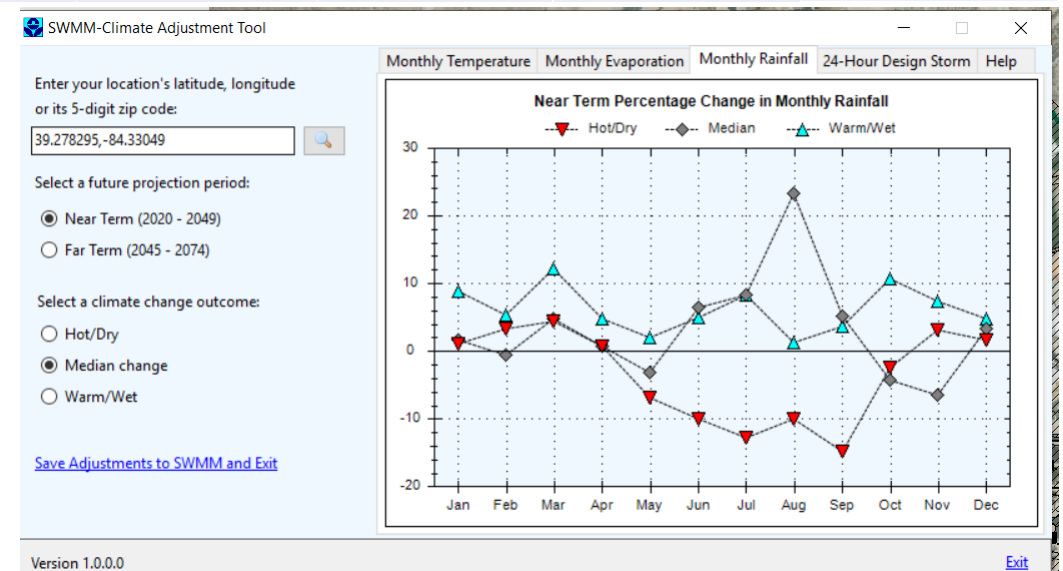 SWMM-Climate Adjustment Tool
Enter your location's latitude, longitude
or its 5-digit zip code:
39.278295,-84.33049
Select a future projection period:
Near Term (2020 - 2049)
Far Term (2045 - 2074)
Select a climate change outcome:
Hot/Dry
Median change
Warm/Wet
Save Adjustments to SWMM and Exit
Monthly Temperature Monthly Evaporation Monthly Rainfall 24-Hour Design Storm Help
Near Term Percentage Change in Monthly Rainfall
Hot/Dry Median Warm/Wet
30
20
10
0
-10
-20
Jan Feb Mar Apr May Jun Jul Aug Sep Oct Nov Dec
Version 1.0.0.0
Exit